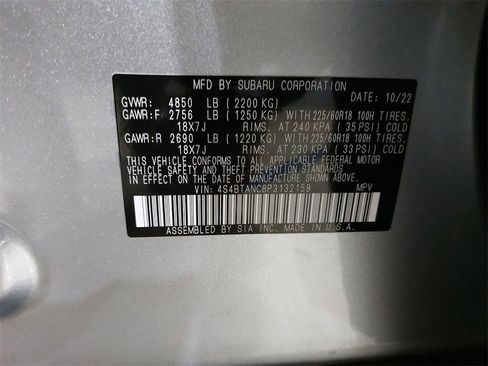 MFD BY SUBARU CORPORATION
DATE: 10/22
GVWR: 4850 LB (2200 KG)
GAWR:F 2756 LB (1250 KG) WITH 225/60R18 100H TIRES,
18X7J RIMS, AT 240 KPA (35 PSI) COLD
GAWR:R 2690 LB (1220 KG) WITH 225/60R18 100H TIRES,
18X7J RIMS, AT 230 KPA (33 PSI) COLD
THIS VEHICLE CONFORMS TO ALL APPLICABLE FEDERAL MOTOR
VEHICLE SAFETY AND THEFT PREVENTION STANDARDS IN
EFFECT ON THE DATE OF MANUFACTURE SHOWN ABOVE.
VIN: 4S4BTANC8P3132159 MPV
ASSEMBLED BY SIA INC. MADE IN U.S.A.